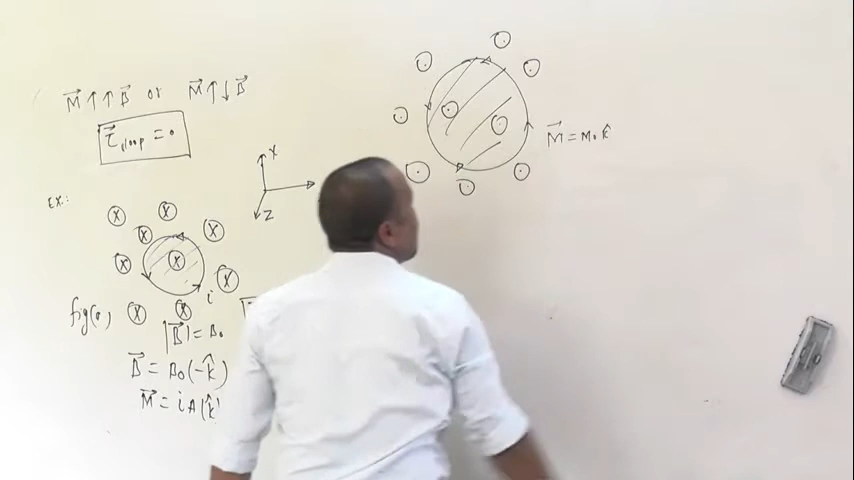 M⃗ ↑↑ B⃗ or M⃗ ↑↓ B⃗
τ⃗ loop = 0
Ex:
X
Z
i
fig(a)
|B⃗| = B₀
B⃗ = B₀(-k̂)
M⃗ = iA(k̂
M⃗ = M₀ k̂